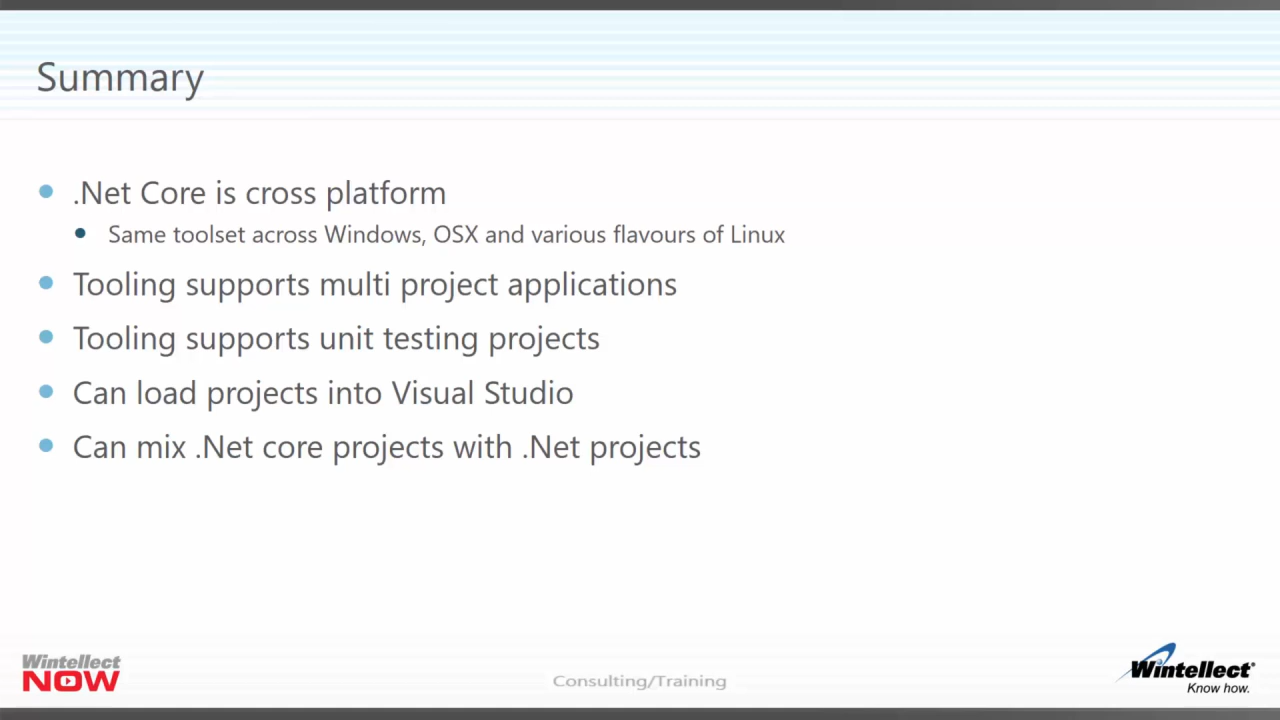 Summary
.Net Core is cross platform
Same toolset across Windows, OSX and various flavours of Linux
Tooling supports multi project applications
Tooling supports unit testing projects
Can load projects into Visual Studio
Can mix .Net core projects with .Net projects
Wintellect
NOW
Consulting/Training
Wintellect®
Know how.